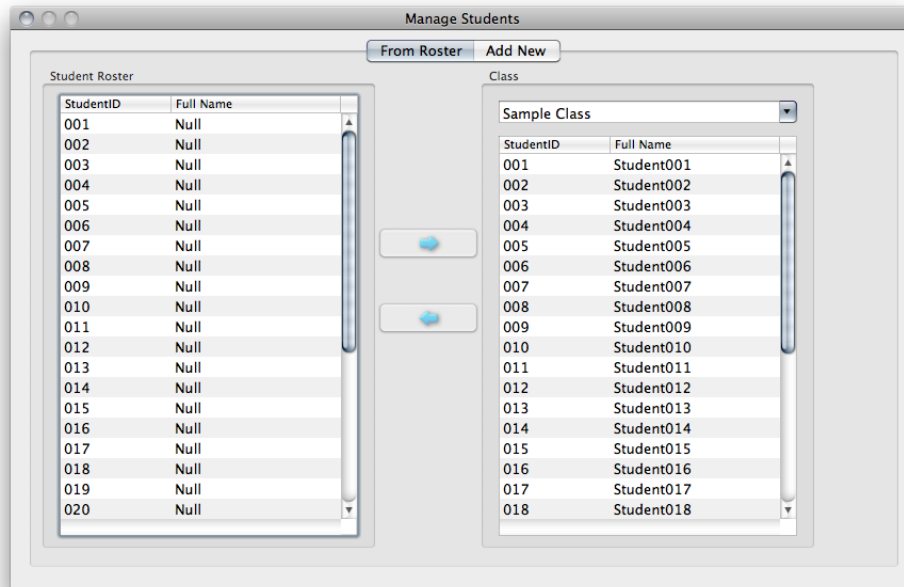 Manage Students
From Roster Add New
Student Roster
StudentID Full Name
001 Null
002 Null
003 Null
004 Null
005 Null
006 Null
007 Null
008 Null
009 Null
010 Null
011 Null
012 Null
013 Null
014 Null
015 Null
016 Null
017 Null
018 Null
019 Null
020 Null
Class
Sample Class
StudentID Full Name
001 Student001
002 Student002
003 Student003
004 Student004
005 Student005
006 Student006
007 Student007
008 Student008
009 Student009
010 Student010
011 Student011
012 Student012
013 Student013
014 Student014
015 Student015
016 Student016
017 Student017
018 Student018